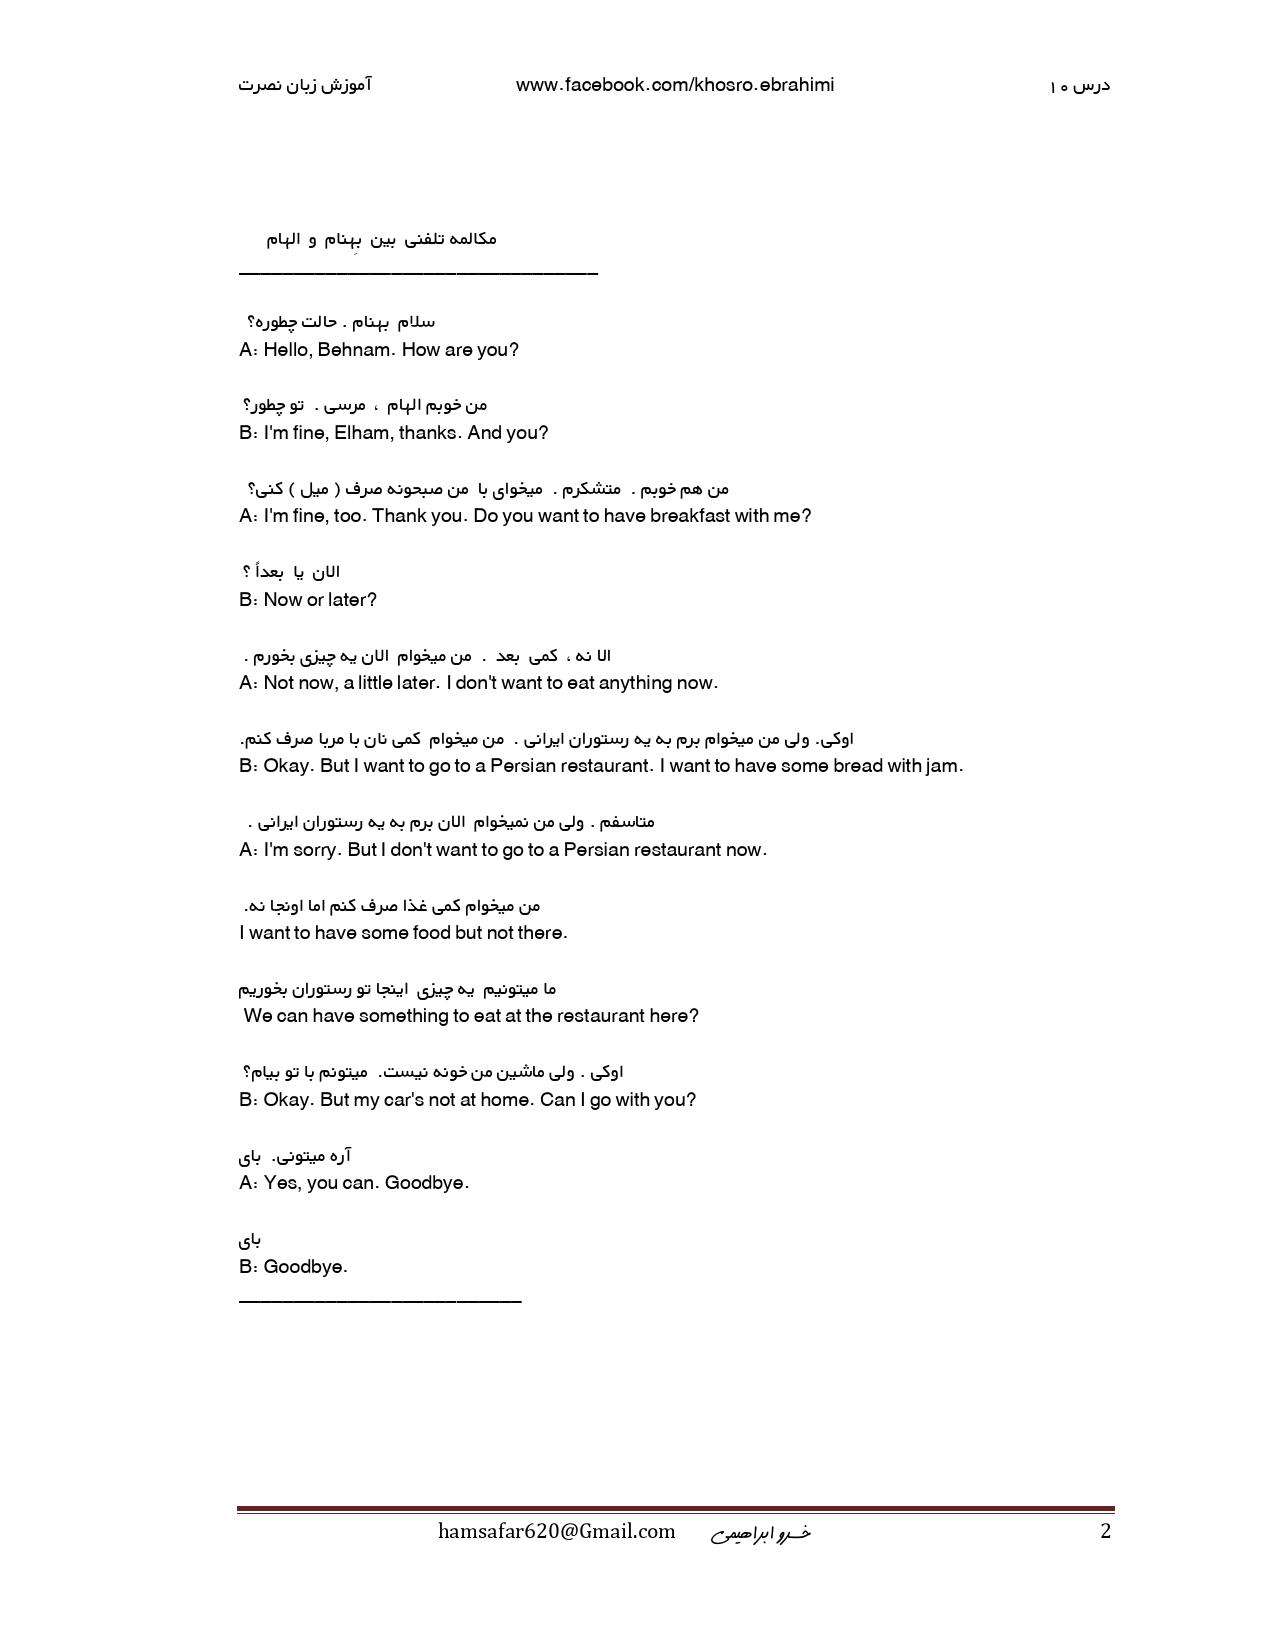 آموزش زبان نصرت www.facebook.com/khosro.ebrahimi درس ۱۰
مکالمه تلفنی بین بِهنام و الهام
سلام بهنام . حالت چطوره؟
A: Hello, Behnam. How are you?
من خوبم الهام ، مرسی . تو چطور؟
B: I'm fine, Elham, thanks. And you?
من هم خوبم . متشکرم . میخوای با من صبحونه صرف ( میل ) کنی؟
A: I'm fine, too. Thank you. Do you want to have breakfast with me?
الان یا بعداً ؟
B: Now or later?
الا نه ، کمی بعد . من میخوام الان یه چیزی بخورم .
A: Not now, a little later. I don't want to eat anything now.
اوکی. ولی من میخوام برم به یه رستوران ایرانی . من میخوام کمی نان با مربا صرف کنم.
B: Okay. But I want to go to a Persian restaurant. I want to have some bread with jam.
متاسفم . ولی من نمیخوام الان برم به یه رستوران ایرانی .
A: I'm sorry. But I don't want to go to a Persian restaurant now.
من میخوام کمی غذا صرف کنم اما اونجا نه.
I want to have some food but not there.
ما میتونیم یه چیزی اینجا تو رستوران بخوریم
We can have something to eat at the restaurant here?
اوکی . ولی ماشین من خونه نیست. میتونم با تو بیام؟
B: Okay. But my car's not at home. Can I go with you?
آره میتونی. بای
A: Yes, you can. Goodbye.
بای
B: Goodbye.
hamsafar620@Gmail.com خسرو ابراهیمی 2